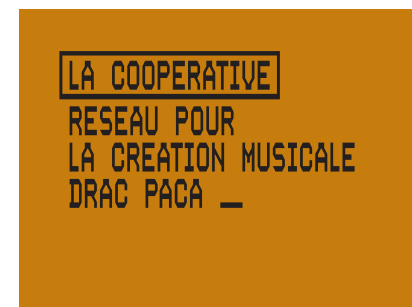 LA COOPERATIVE
RESEAU POUR
LA CREATION MUSICALE
DRAC PACA _